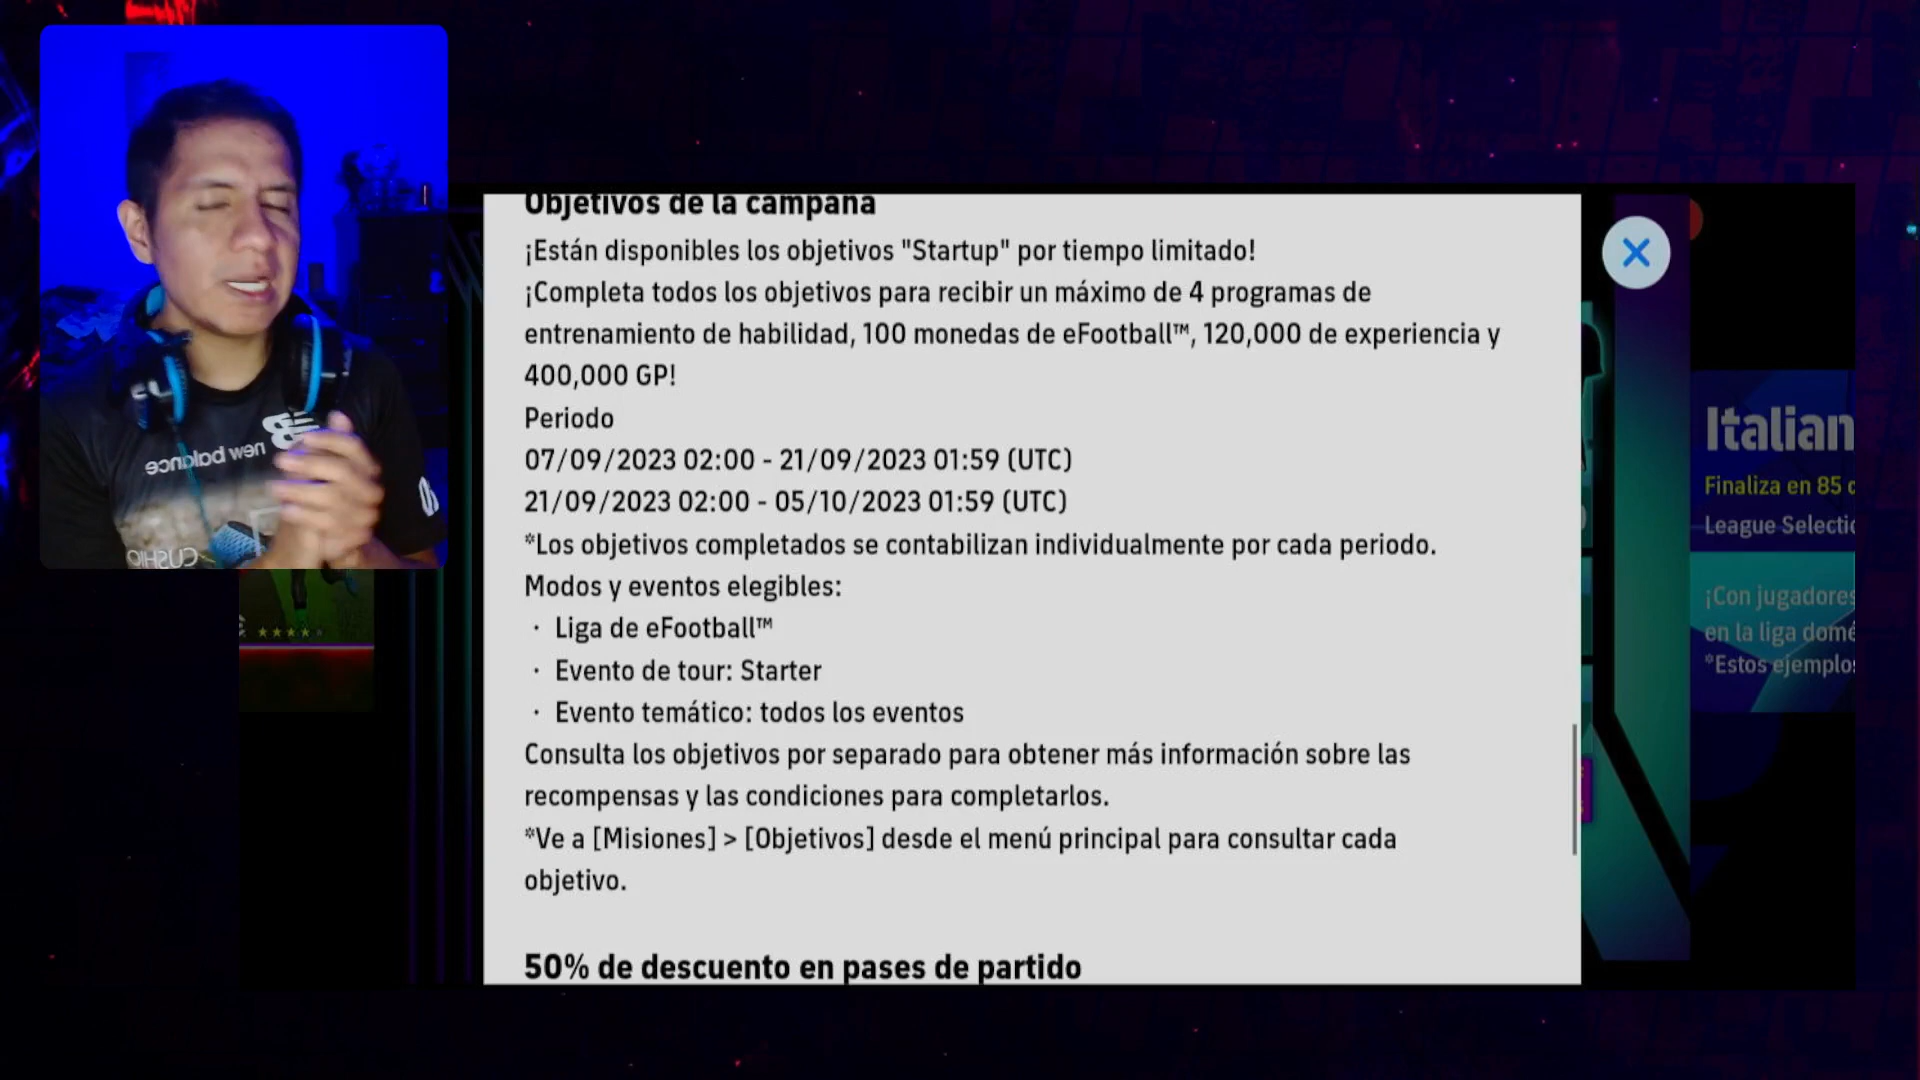 Objetivos de la campaña
¡Están disponibles los objetivos "Startup" por tiempo limitado!
¡Completa todos los objetivos para recibir un máximo de 4 programas de
entrenamiento de habilidad, 100 monedas de eFootball™, 120,000 de experiencia y
400,000 GP!
Periodo
07/09/2023 02:00 - 21/09/2023 01:59 (UTC)
21/09/2023 02:00 - 05/10/2023 01:59 (UTC)
*Los objetivos completados se contabilizan individualmente por cada periodo.
Modos y eventos elegibles:
· Liga de eFootball™
· Evento de tour: Starter
· Evento temático: todos los eventos
Consulta los objetivos por separado para obtener más información sobre las
recompensas y las condiciones para completarlos.
*Ve a [Misiones] > [Objetivos] desde el menú principal para consultar cada
objetivo.
50% de descuento en pases de partido
Italian
Finaliza en 85
League Selectio
¡Con jugadores
en la liga domé
*Estos ejemplos
new balance